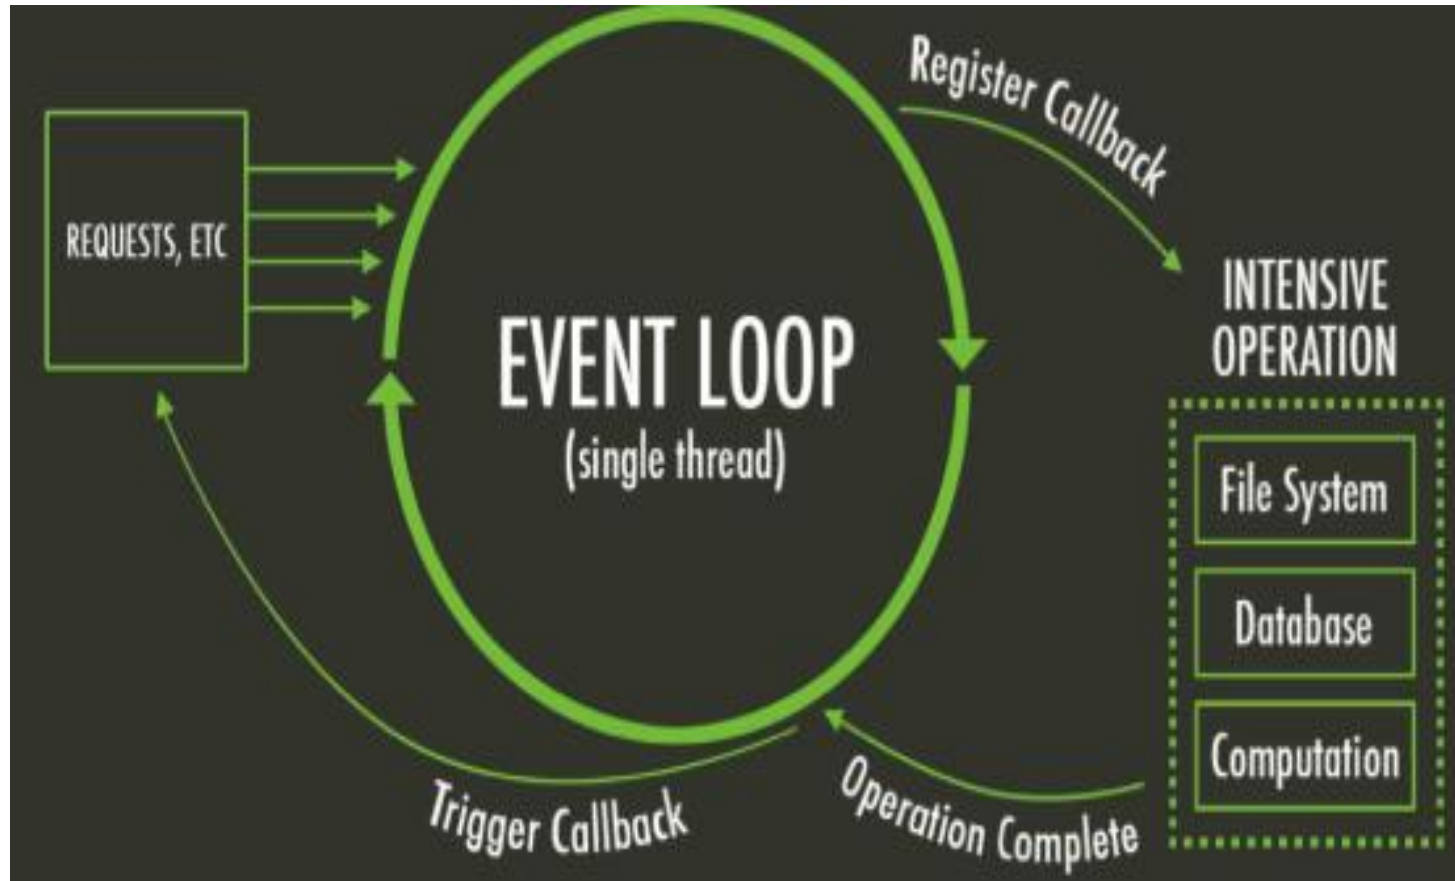 Register Callback
REQUESTS, ETC
EVENT LOOP
(single thread)
INTENSIVE
OPERATION
File System
Database
Computation
Operation Complete
Trigger Callback